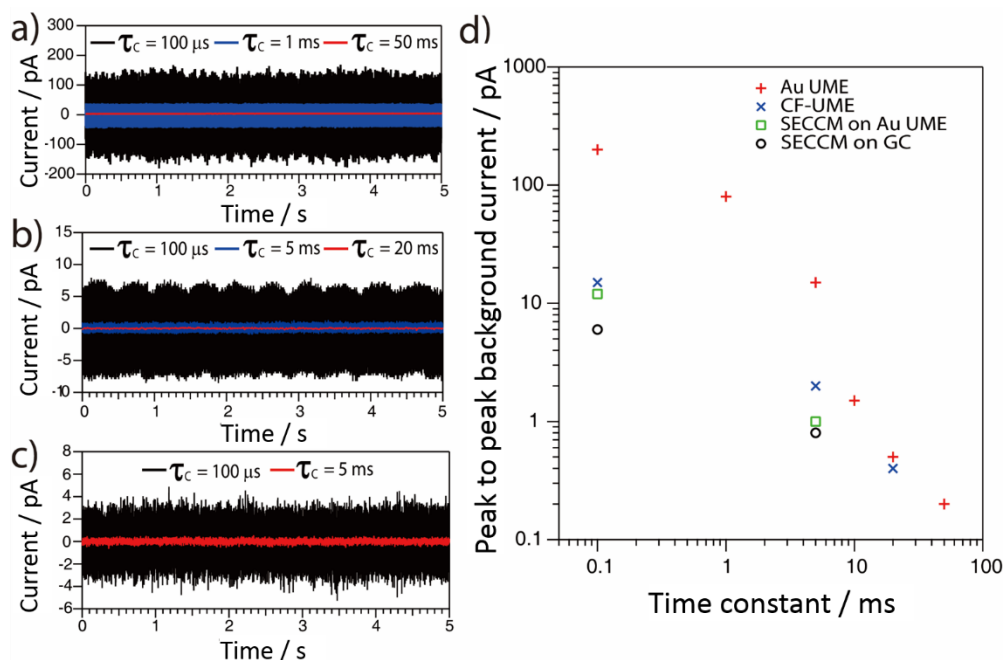 a)
300
200
100
0
-100
-200
Current / pA
τc = 100 μs τc = 1 ms τc = 50 ms
0 1 2 3 4 5
Time / s
b)
15
10
5
0
-5
-10
Current / pA
τc = 100 μs τc = 5 ms τc = 20 ms
0 1 2 3 4 5
Time / s
c)
8
6
4
2
0
-2
-4
-6
Current / pA
τc = 100 μs τc = 5 ms
0 1 2 3 4 5
Time / s
d)
Peak to peak background current / pA
1000
100
10
1
0.1
Au UME
CF-UME
SECCM on Au UME
SECCM on GC
0.1 1 10 100
Time constant / ms